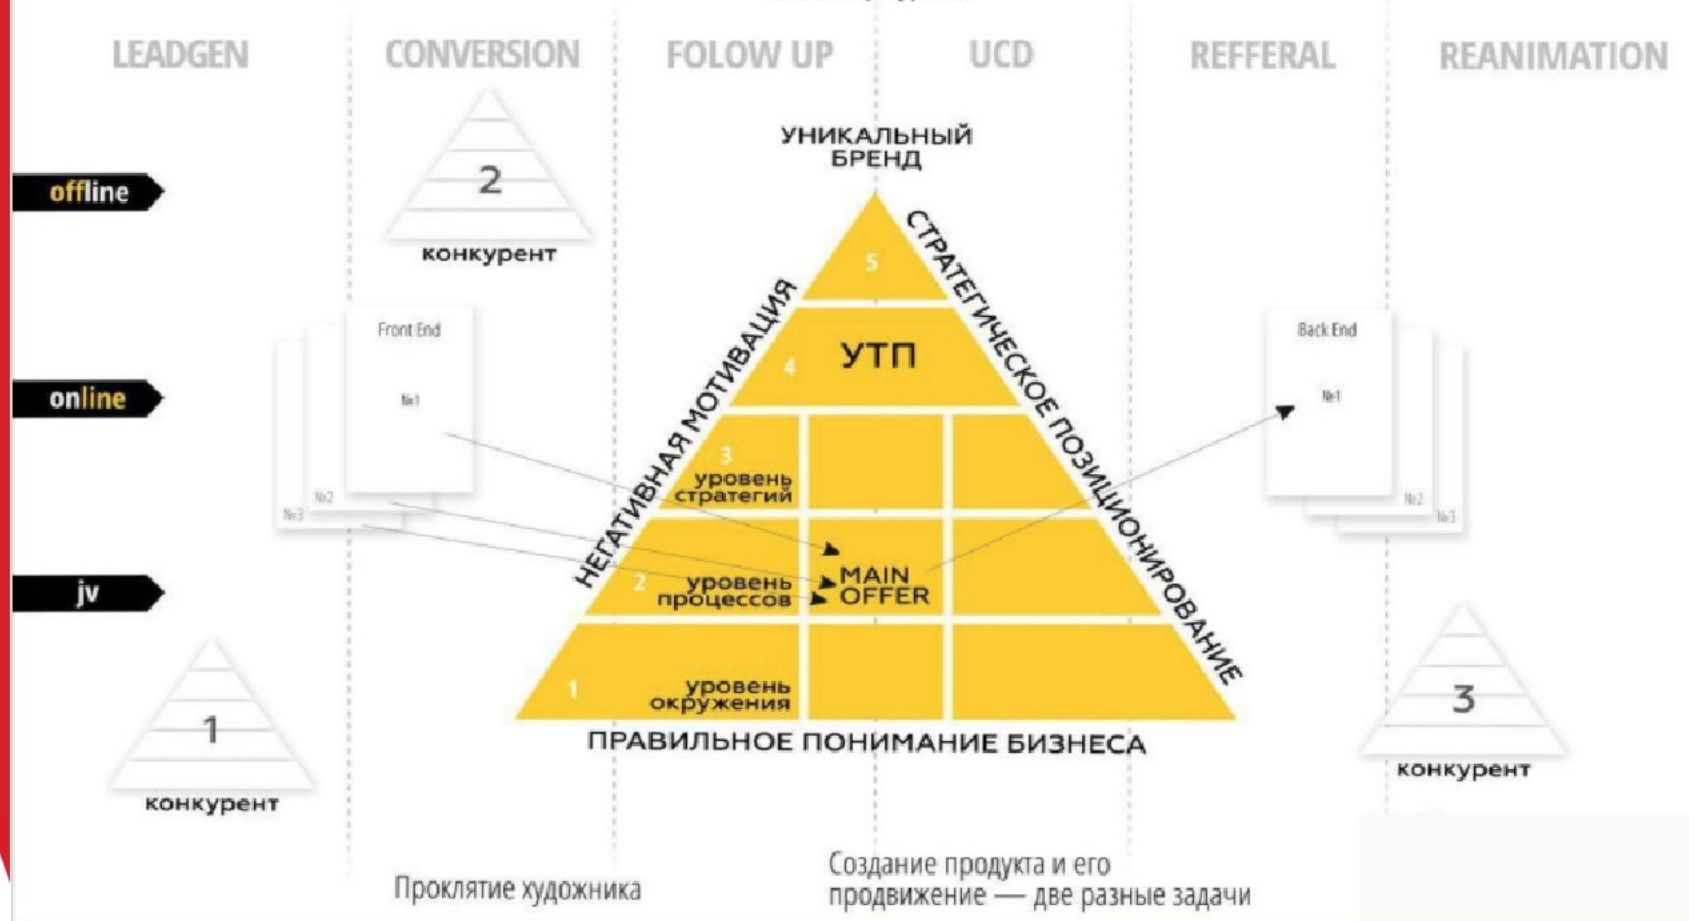 LEADGEN
CONVERSION
FOLOW UP
UCD
REFFERAL
REANIMATION
УНИКАЛЬНЫЙ
БРЕНД
offline
2
конкурент
5
СТРАТЕГИЧЕСКОЕ ПОЗИЦИОНИРОВАНИЕ
НЕГАТИВНАЯ МОТИВАЦИЯ
Front End
№1
№2
№3
Back End
№1
№2
№3
online
4
УТП
3
уровень
стратегий
2
уровень
процессов
MAIN
OFFER
jv
1
уровень
окружения
ПРАВИЛЬНОЕ ПОНИМАНИЕ БИЗНЕСА
1
конкурент
3
конкурент
Проклятие художника
Создание продукта и его
продвижение — две разные задачи